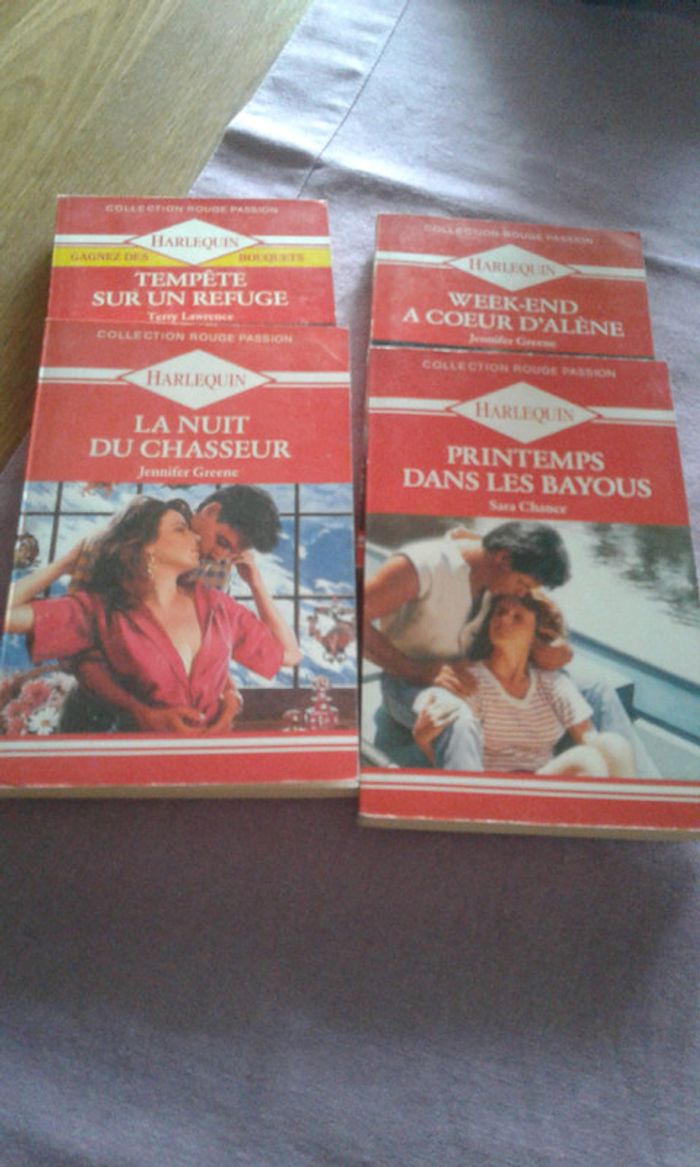 COLLECTION ROUGE PASSION
HARLEQUIN
GAGNEZ DES BOUQUETS
TEMPÊTE
SUR UN REFUGE
Terry Lawrence
COLLECTION ROUGE PASSION
HARLEQUIN
WEEK-END
A COEUR D'ALÈNE
Jennifer Greene
COLLECTION ROUGE PASSION
HARLEQUIN
LA NUIT
DU CHASSEUR
Jennifer Greene
COLLECTION ROUGE PASSION
HARLEQUIN
PRINTEMPS
DANS LES BAYOUS
Sara Chance